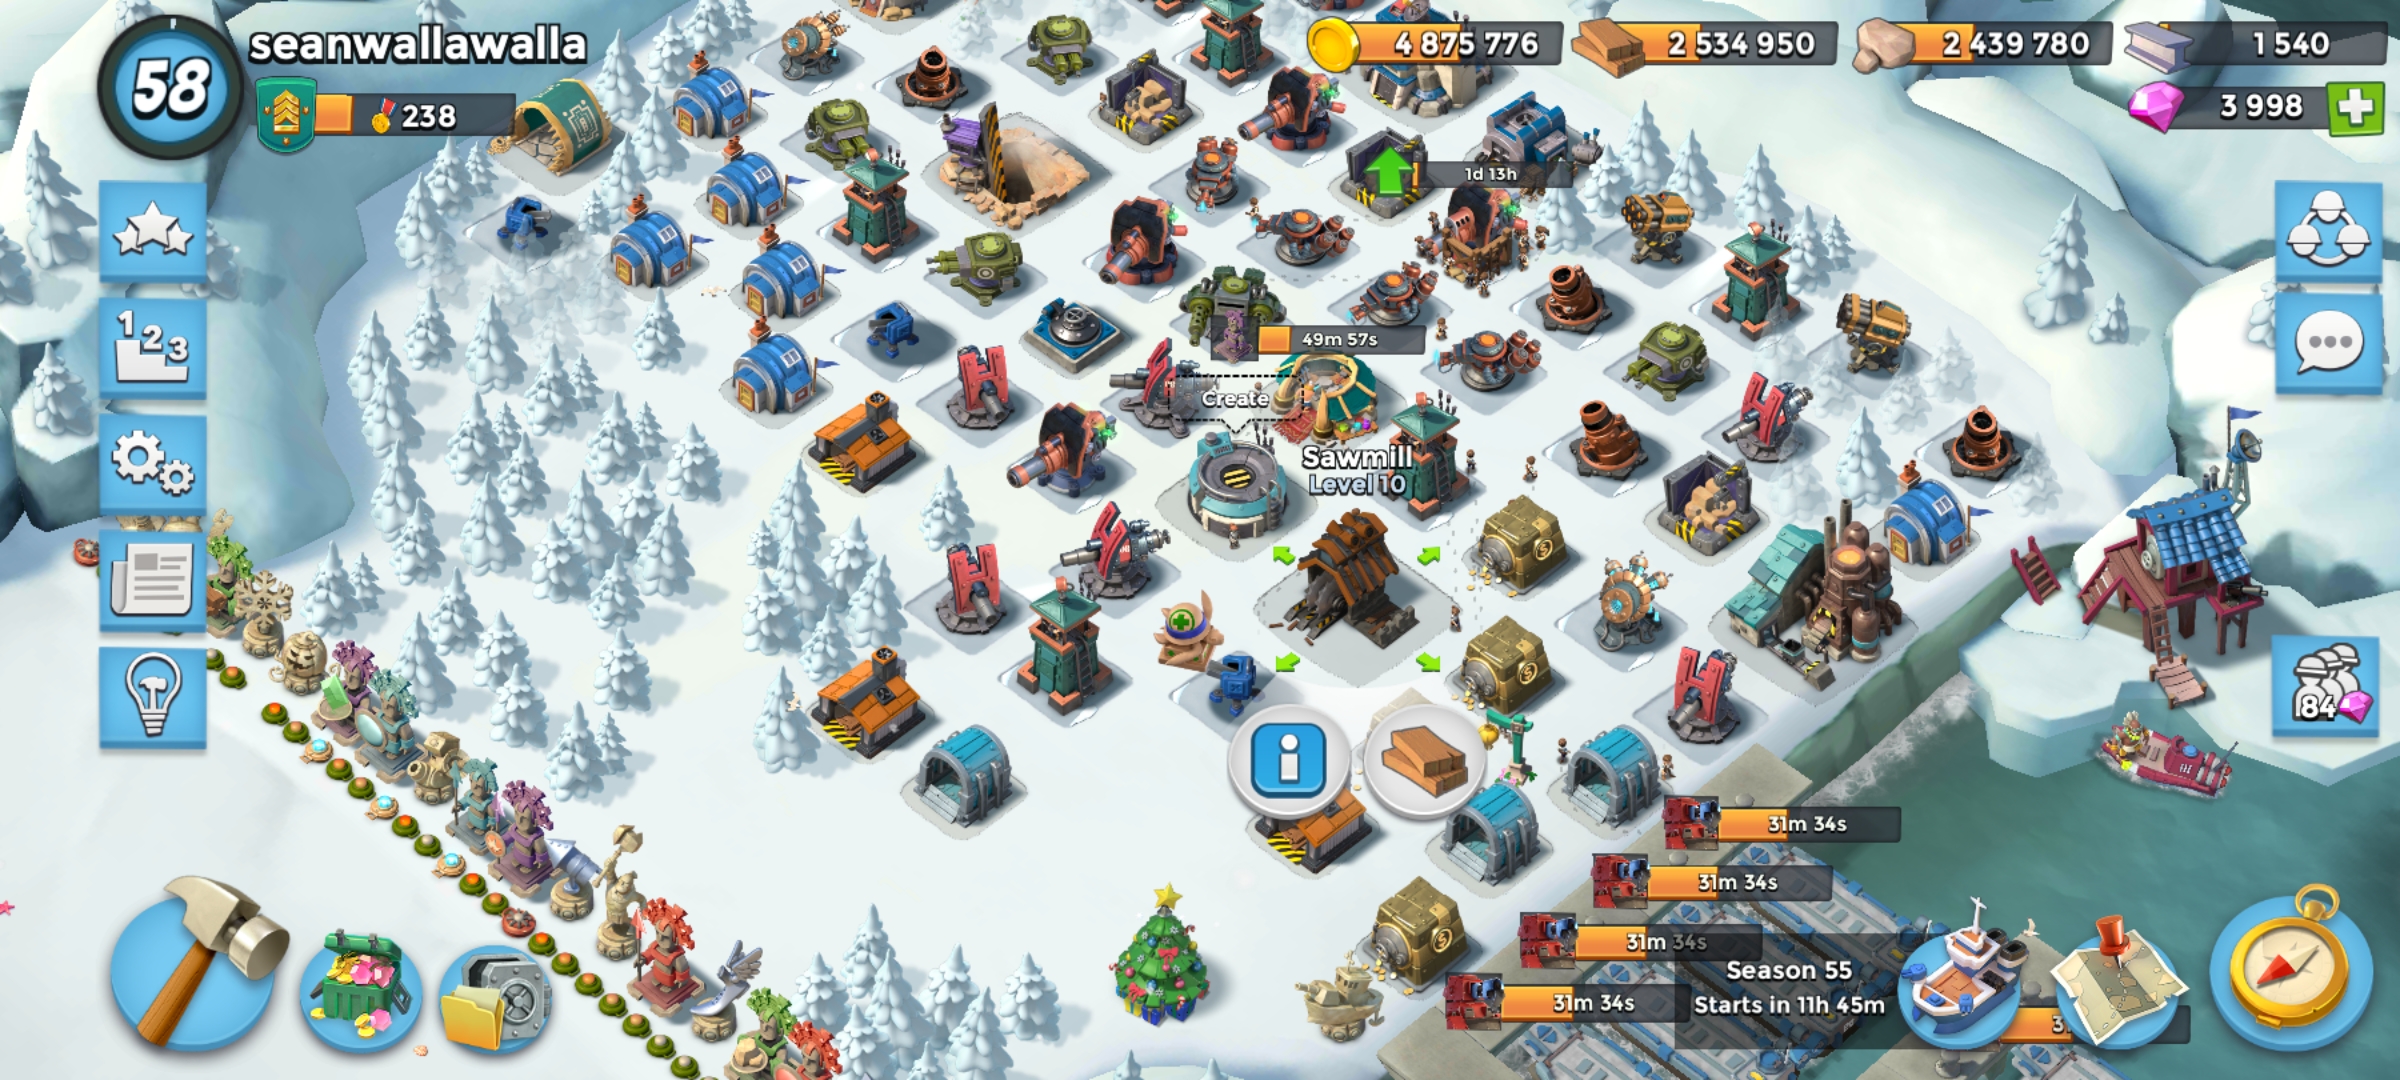 58
seanwallawalla
238
4 875 776
2 534 950
2 439 780
1 540
3 998
1d 13h
49m 57s
Create
Sawmill
Level 10
123
84
31m 34s
31m 34s
31m 34s
31m 34s
Season 55
Starts in 11h 45m